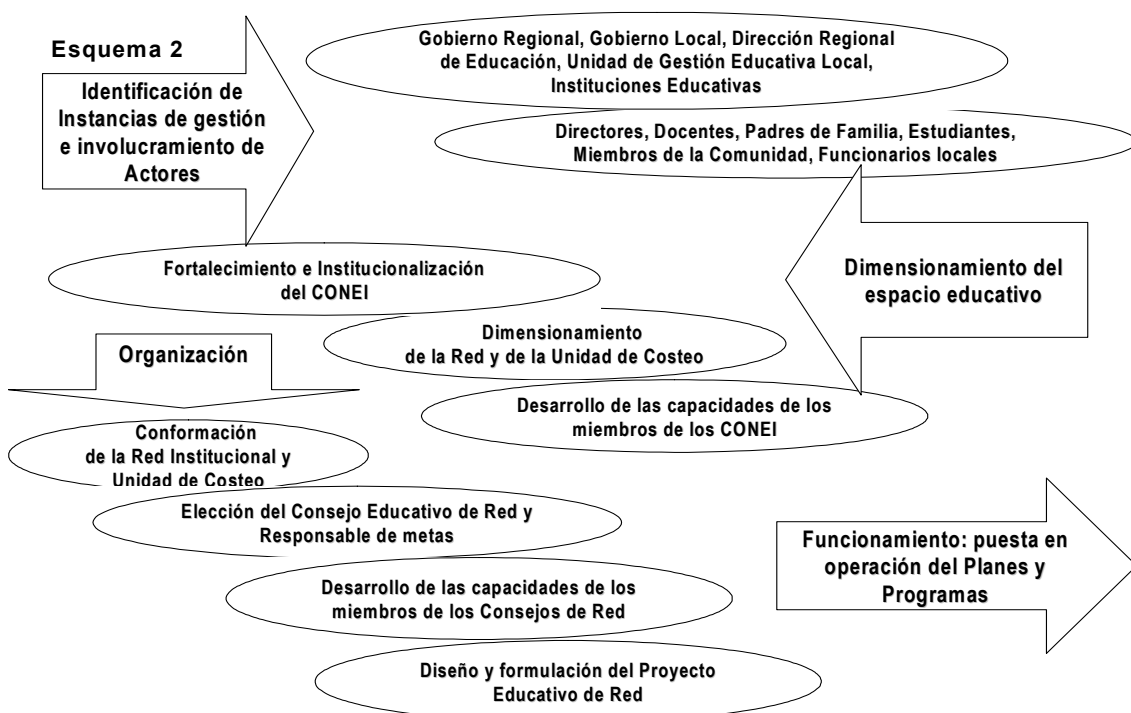 Esquema 2
Identificación de
Instancias de gestión
e involucramiento de
Actores
Gobierno Regional, Gobierno Local, Dirección Regional
de Educación, Unidad de Gestión Educativa Local,
Instituciones Educativas
Directores, Docentes, Padres de Familia, Estudiantes,
Miembros de la Comunidad, Funcionarios locales
Dimensionamiento del
espacio educativo
Fortalecimiento e Institucionalización
del CONEI
Dimensionamiento
de la Red y de la Unidad de Costeo
Desarrollo de las capacidades de los
miembros de los CONEI
Organización
Conformación
de la Red Institucional y
Unidad de Costeo
Elección del Consejo Educativo de Red y
Responsable de metas
Desarrollo de las capacidades de los
miembros de los Consejos de Red
Diseño y formulación del Proyecto
Educativo de Red
Funcionamiento: puesta en
operación del Planes y
Programas